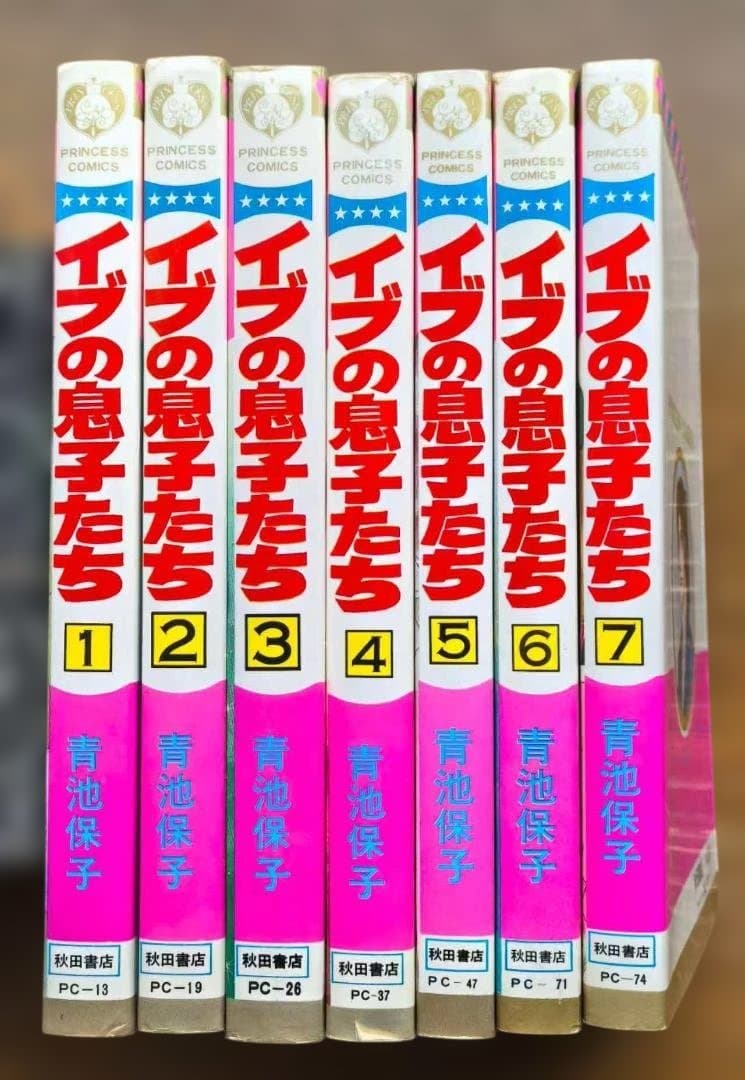 PRINCESS
COMICS
イブの息子たち
1
青池保子
秋田書店
PC-13
PRINCESS
COMICS
イブの息子たち
2
青池保子
秋田書店
PC-19
PRINCESS
COMICS
イブの息子たち
3
青池保子
秋田書店
PC-26
PRINCESS
COMICS
イブの息子たち
4
青池保子
秋田書店
PC-37
PRINCESS
COMICS
イブの息子たち
5
青池保子
秋田書店
PC-47
PRINCESS
COMICS
イブの息子たち
6
青池保子
秋田書店
PC-71
PRINCESS
COMICS
イブの息子たち
7
青池保子
秋田書店
PC-74